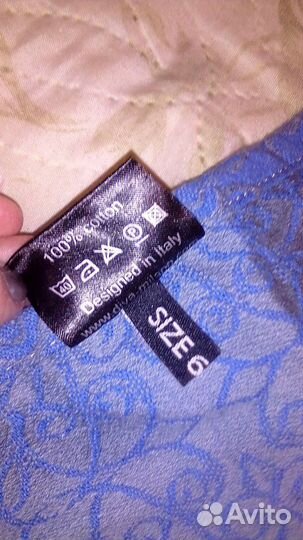 100% cotton
40
Designed in Italy
SIZE 6
Avito